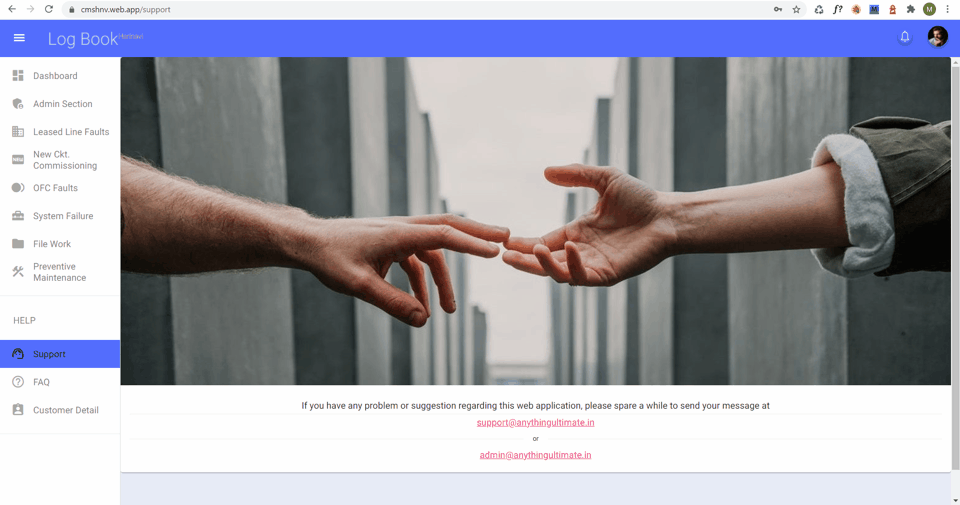 cmshnv.web.app/support
f?
M
M
Log Book Harinavi
Dashboard
Admin Section
Leased Line Faults
NEW
New Ckt.
Commissioning
OFC Faults
System Failure
File Work
Preventive
Maintenance
HELP
Support
FAQ
Customer Detail
If you have any problem or suggestion regarding this web application, please spare a while to send your message at
support@anythingultimate.in
or
admin@anythingultimate.in